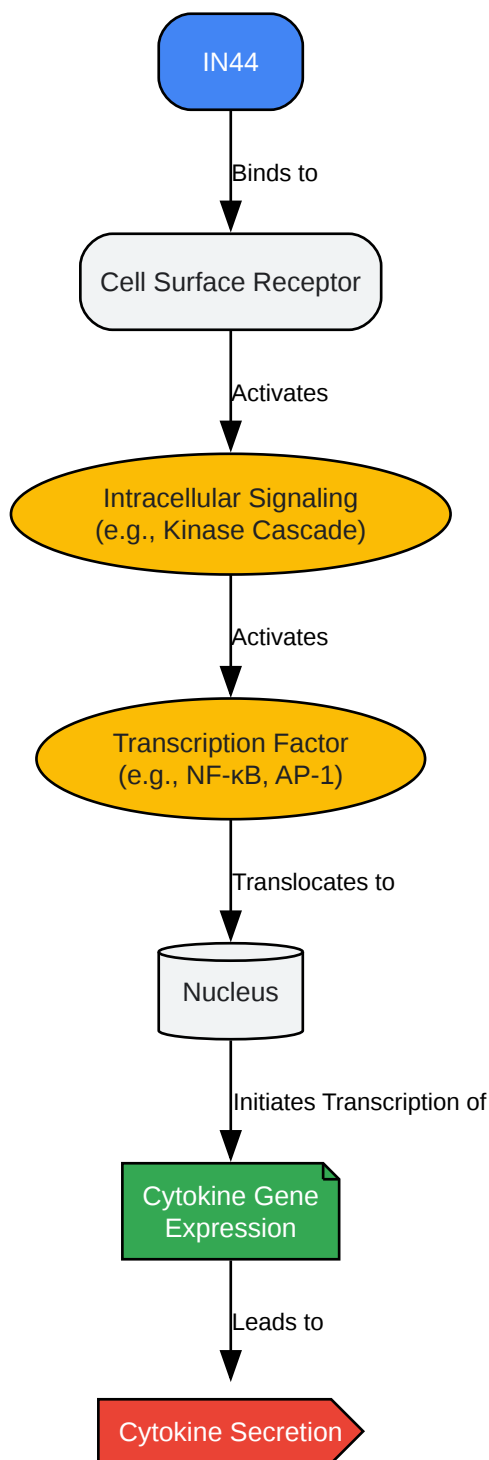 IN44
Binds to
Cell Surface Receptor
Activates
Intracellular Signaling
(e.g., Kinase Cascade)
Activates
Transcription Factor
(e.g., NF-κB, AP-1)
Translocates to
Nucleus
Initiates Transcription of
Cytokine Gene
Expression
Leads to
Cytokine Secretion